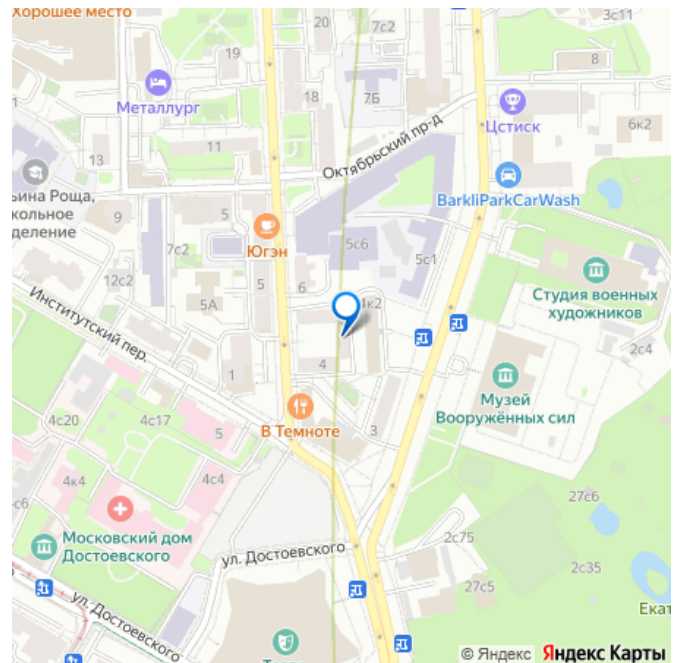 Хорошее место
19
20
3с11
8
Металлург
7Б
18
7с2
Цстиск
6к2
11
Октябрьский пр-д
13
ьина Роща,
кольное
деление
BarkliParkCarWash
9
5
Югэн
7с2
5с6
5с1
12с2
5
6
Студия военных
художников
5А
2с4
Институтский пер.
4
1
Музей
Вооружённых сил
В Темноте
4с20
4с17
5
3
4к4
4с4
27с6
Московский дом
Достоевского
2с75
ул. Достоевского
2с35
27с5
ул. Достоевского
Екат
© Яндекс Яндекс Карты